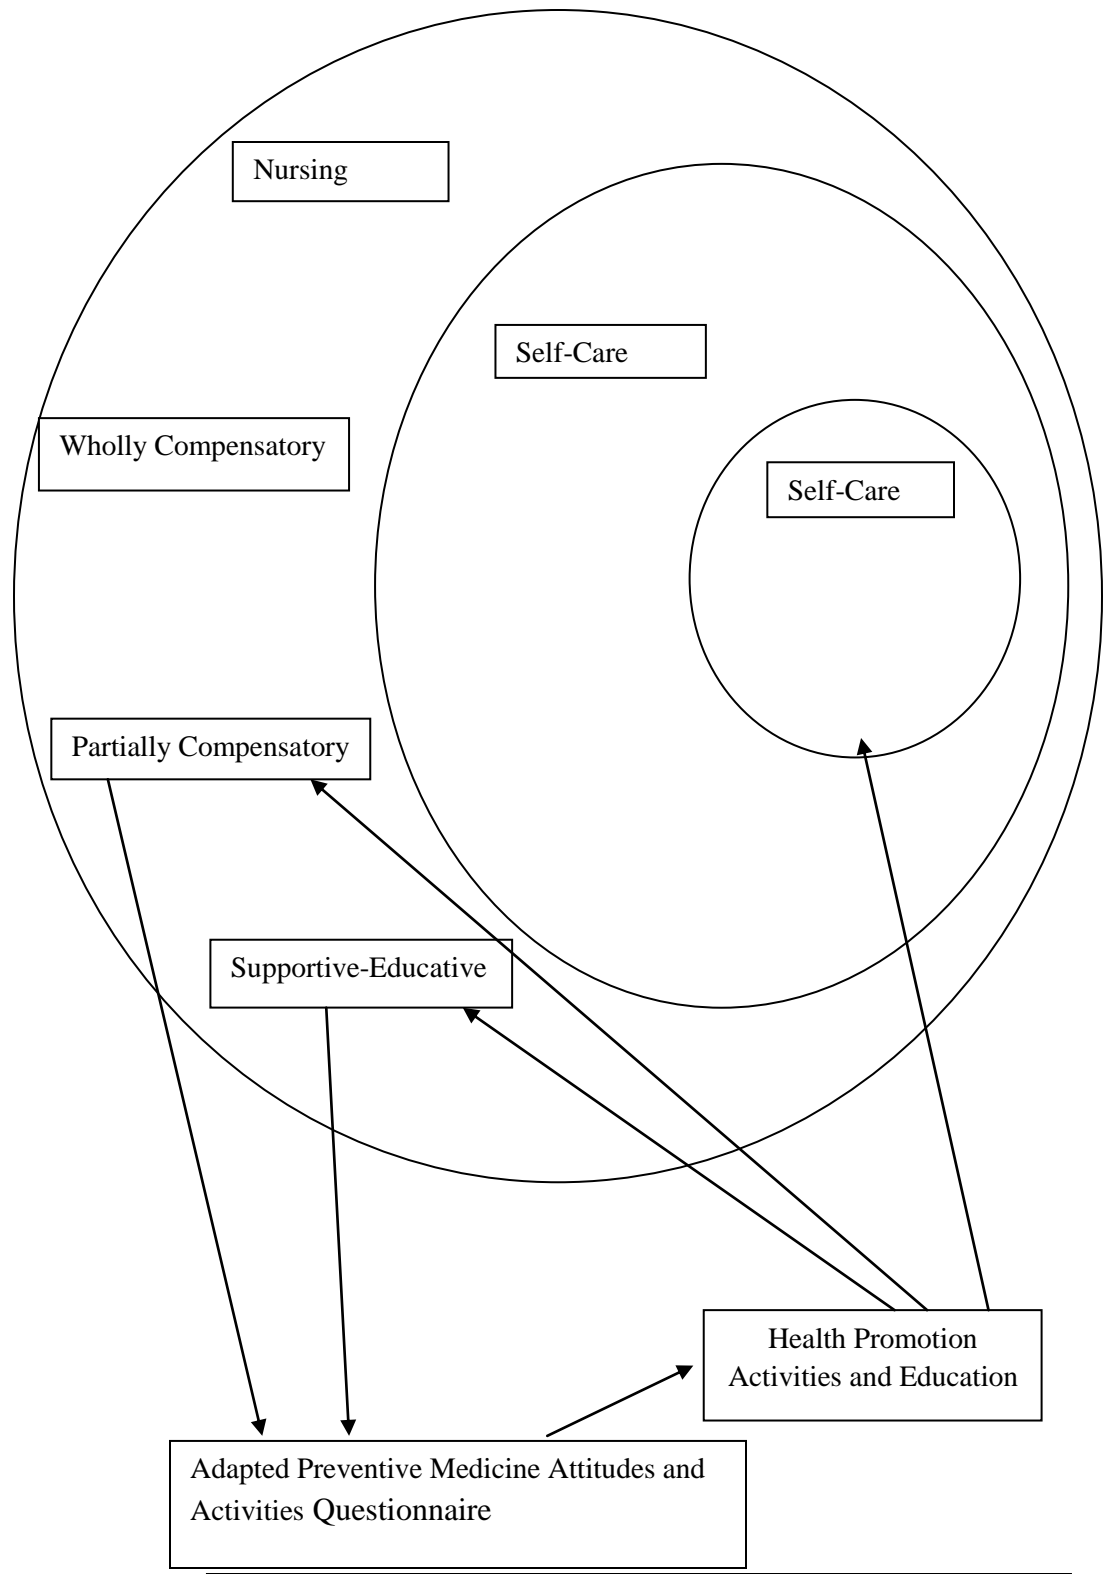 Nursing
Self-Care
Wholly Compensatory
Self-Care
Partially Compensatory
Supportive-Educative
Health Promotion
Activities and Education
Adapted Preventive Medicine Attitudes and
Activities Questionnaire